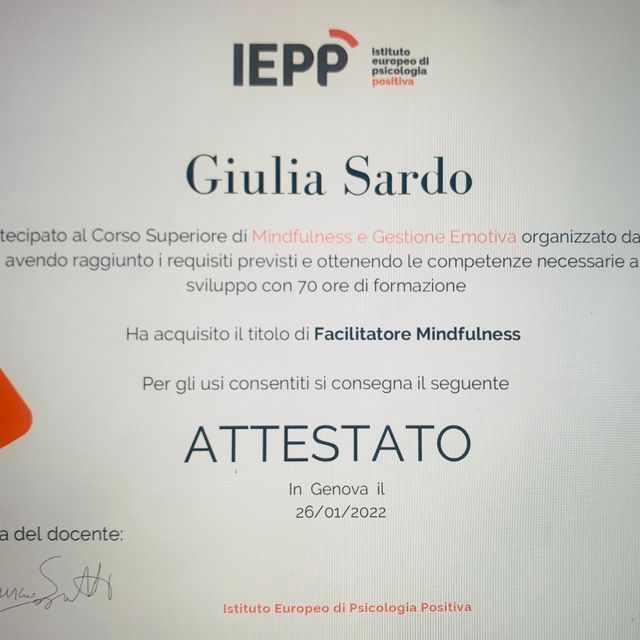 IEPP
istituto
europeo di
psicologia
positiva
Giulia Sardo
tecipato al Corso Superiore di Mindfulness e Gestione Emotiva organizzato da
avendo raggiunto i requisiti previsti e ottenendo le competenze necessarie a
sviluppo con 70 ore di formazione
Ha acquisito il titolo di Facilitatore Mindfulness
Per gli usi consentiti si consegna il seguente
ATTESTATO
In Genova il
26/01/2022
a del docente:
Istituto Europeo di Psicologia Positiva